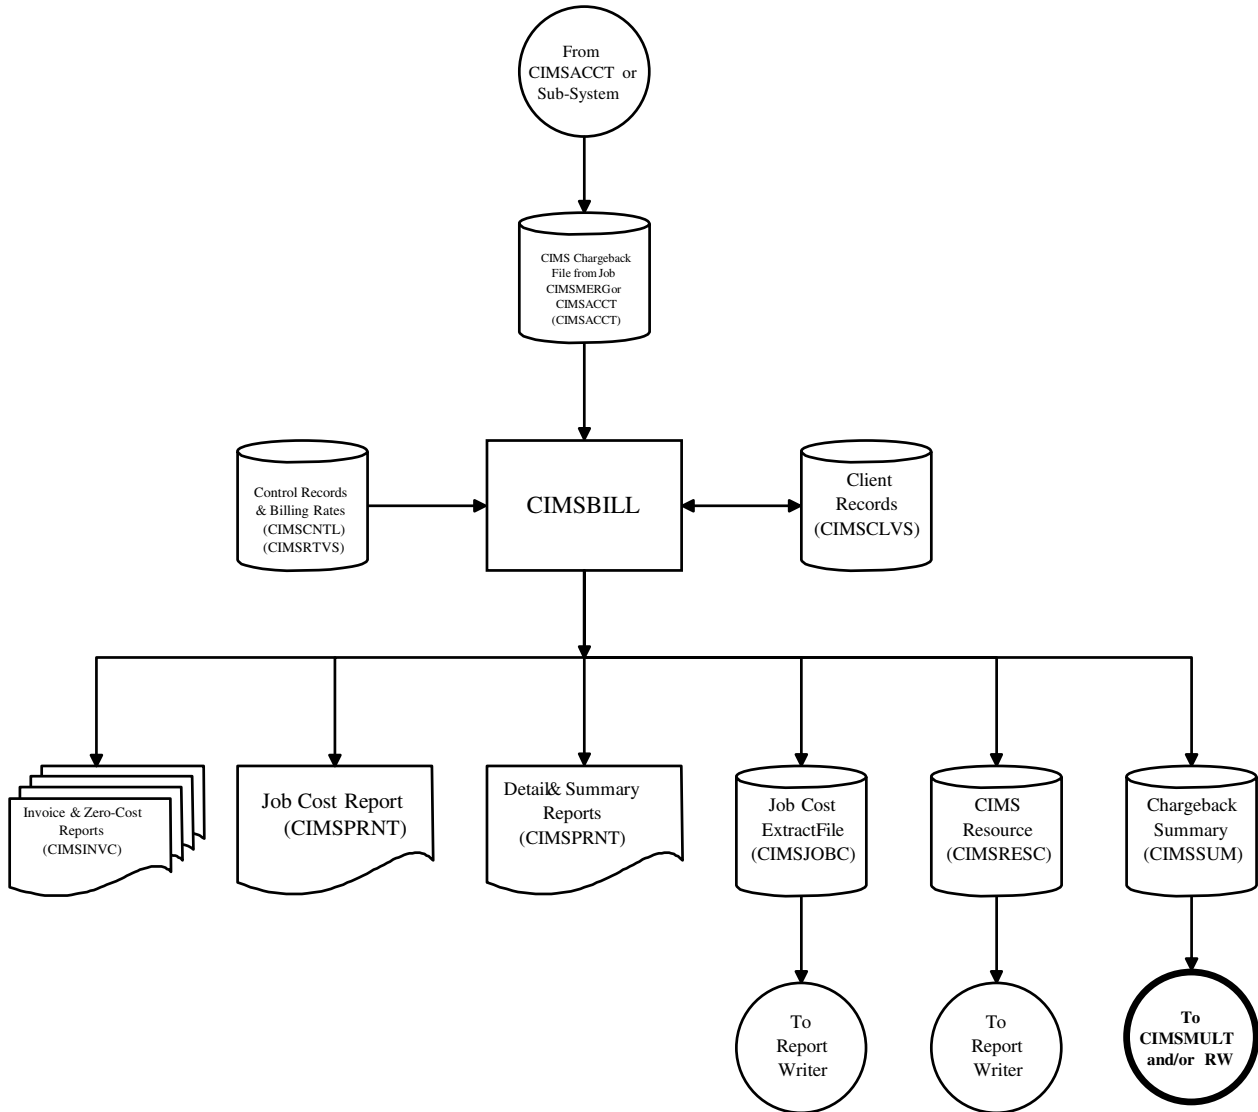 From
CIMSACCT or
Sub-System
CIMS Chargeback
File from Job
CIMSMERG or
CIMSACCT
(CIMSACCT)
Control Records
& Billing Rates
(CIMSCNTL)
(CIMSRTVS)
CIMSBILL
Client
Records
(CIMSCLVS)
Invoice & Zero-Cost
Reports
(CIMSINVC)
Job Cost Report
(CIMSPRNT)
Detail& Summary
Reports
(CIMSPRNT)
Job Cost
ExtractFile
(CIMSJOBC)
CIMS
Resource
(CIMSRESC)
Chargeback
Summary
(CIMSSUM)
To
Report
Writer
To
Report
Writer
To
CIMSMULT
and/or RW